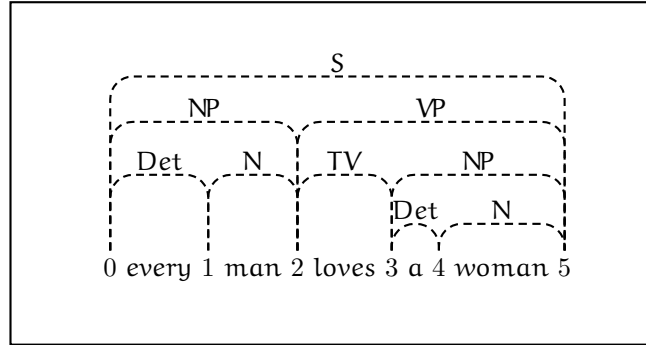 S
NP VP
Det N TV NP
Det N
0 every 1 man 2 loves 3 a 4 woman 5